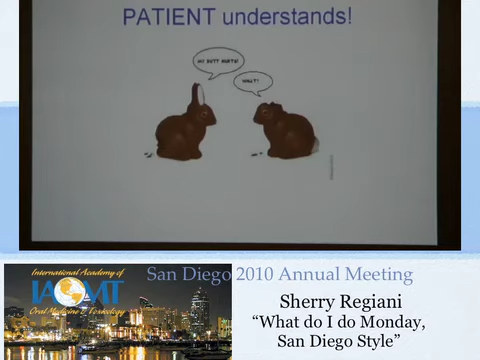 PATIENT understands!
MY BUTT HURTS!
WHAT?
International Academy of
IAOMT
Oral Medicine & Toxicology
San Diego 2010 Annual Meeting
Sherry Regiani
"What do I do Monday,
San Diego Style"